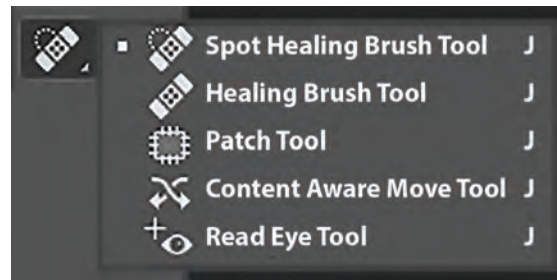 Spot Healing Brush Tool J
Healing Brush Tool J
Patch Tool J
Content Aware Move Tool J
Read Eye Tool J